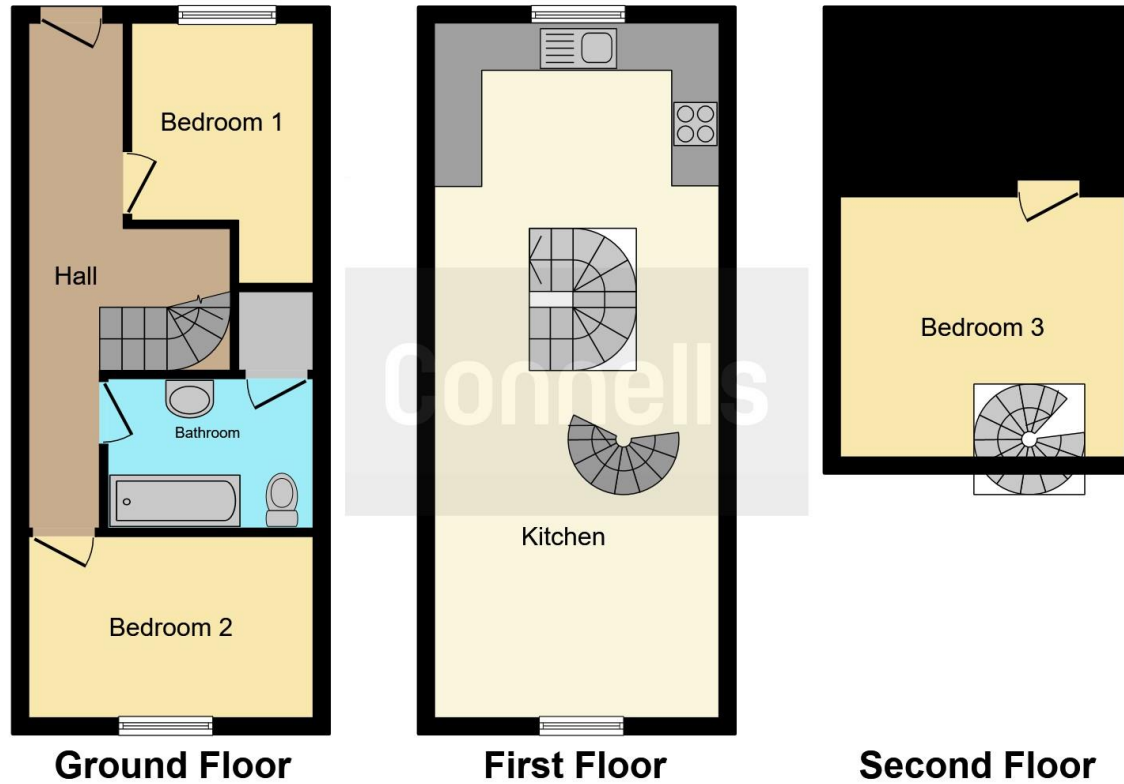 Bedroom 1
Hall
Bathroom
Bedroom 2
Ground Floor
Kitchen
First Floor
Bedroom 3
Second Floor
Connells